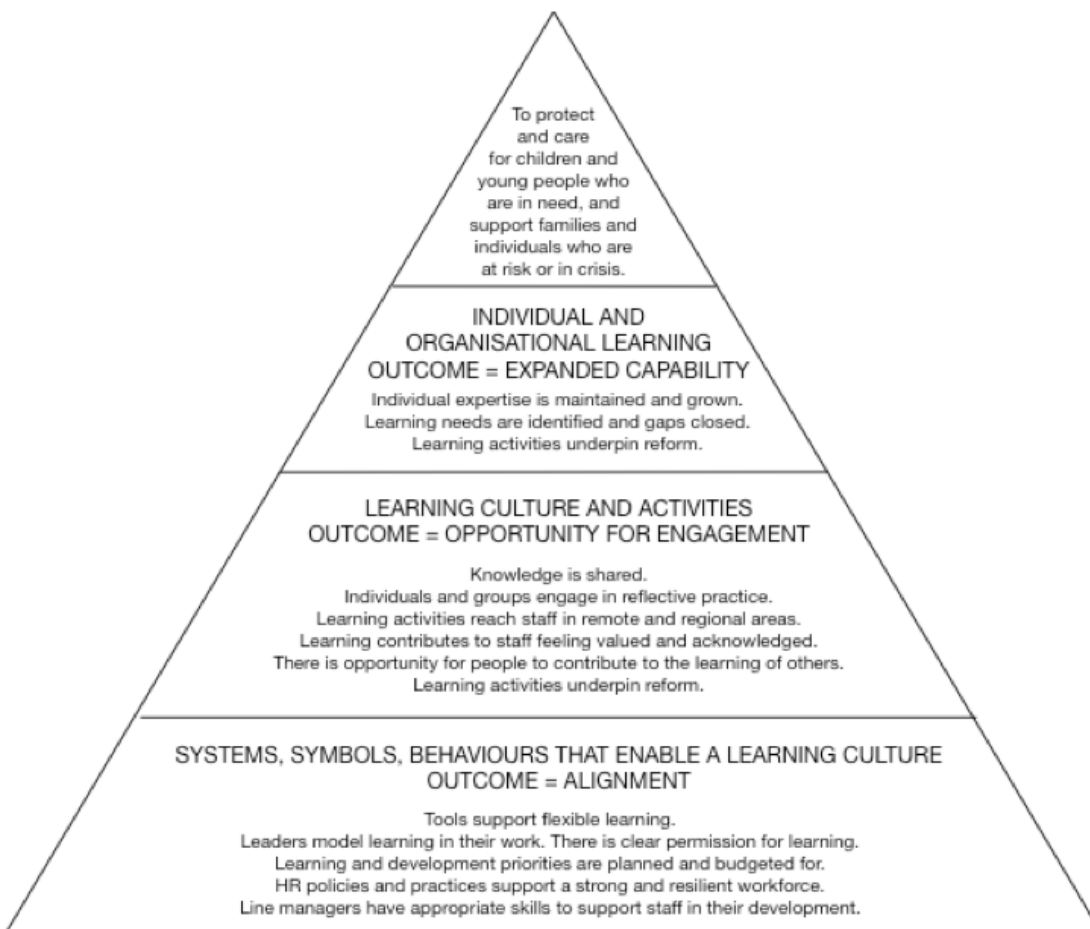 To protect
and care
for children and
young people who
are in need, and
support families and
individuals who are
at risk or in crisis.
INDIVIDUAL AND
ORGANISATIONAL LEARNING
OUTCOME = EXPANDED CAPABILITY
Individual expertise is maintained and grown.
Learning needs are identified and gaps closed.
Learning activities underpin reform.
LEARNING CULTURE AND ACTIVITIES
OUTCOME = OPPORTUNITY FOR ENGAGEMENT
Knowledge is shared.
Individuals and groups engage in reflective practice.
Learning activities reach staff in remote and regional areas.
Learning contributes to staff feeling valued and acknowledged.
There is opportunity for people to contribute to the learning of others.
Learning activities underpin reform.
SYSTEMS, SYMBOLS, BEHAVIOURS THAT ENABLE A LEARNING CULTURE
OUTCOME = ALIGNMENT
Tools support flexible learning.
Leaders model learning in their work. There is clear permission for learning.
Learning and development priorities are planned and budgeted for.
HR policies and practices support a strong and resilient workforce.
Line managers have appropriate skills to support staff in their development.